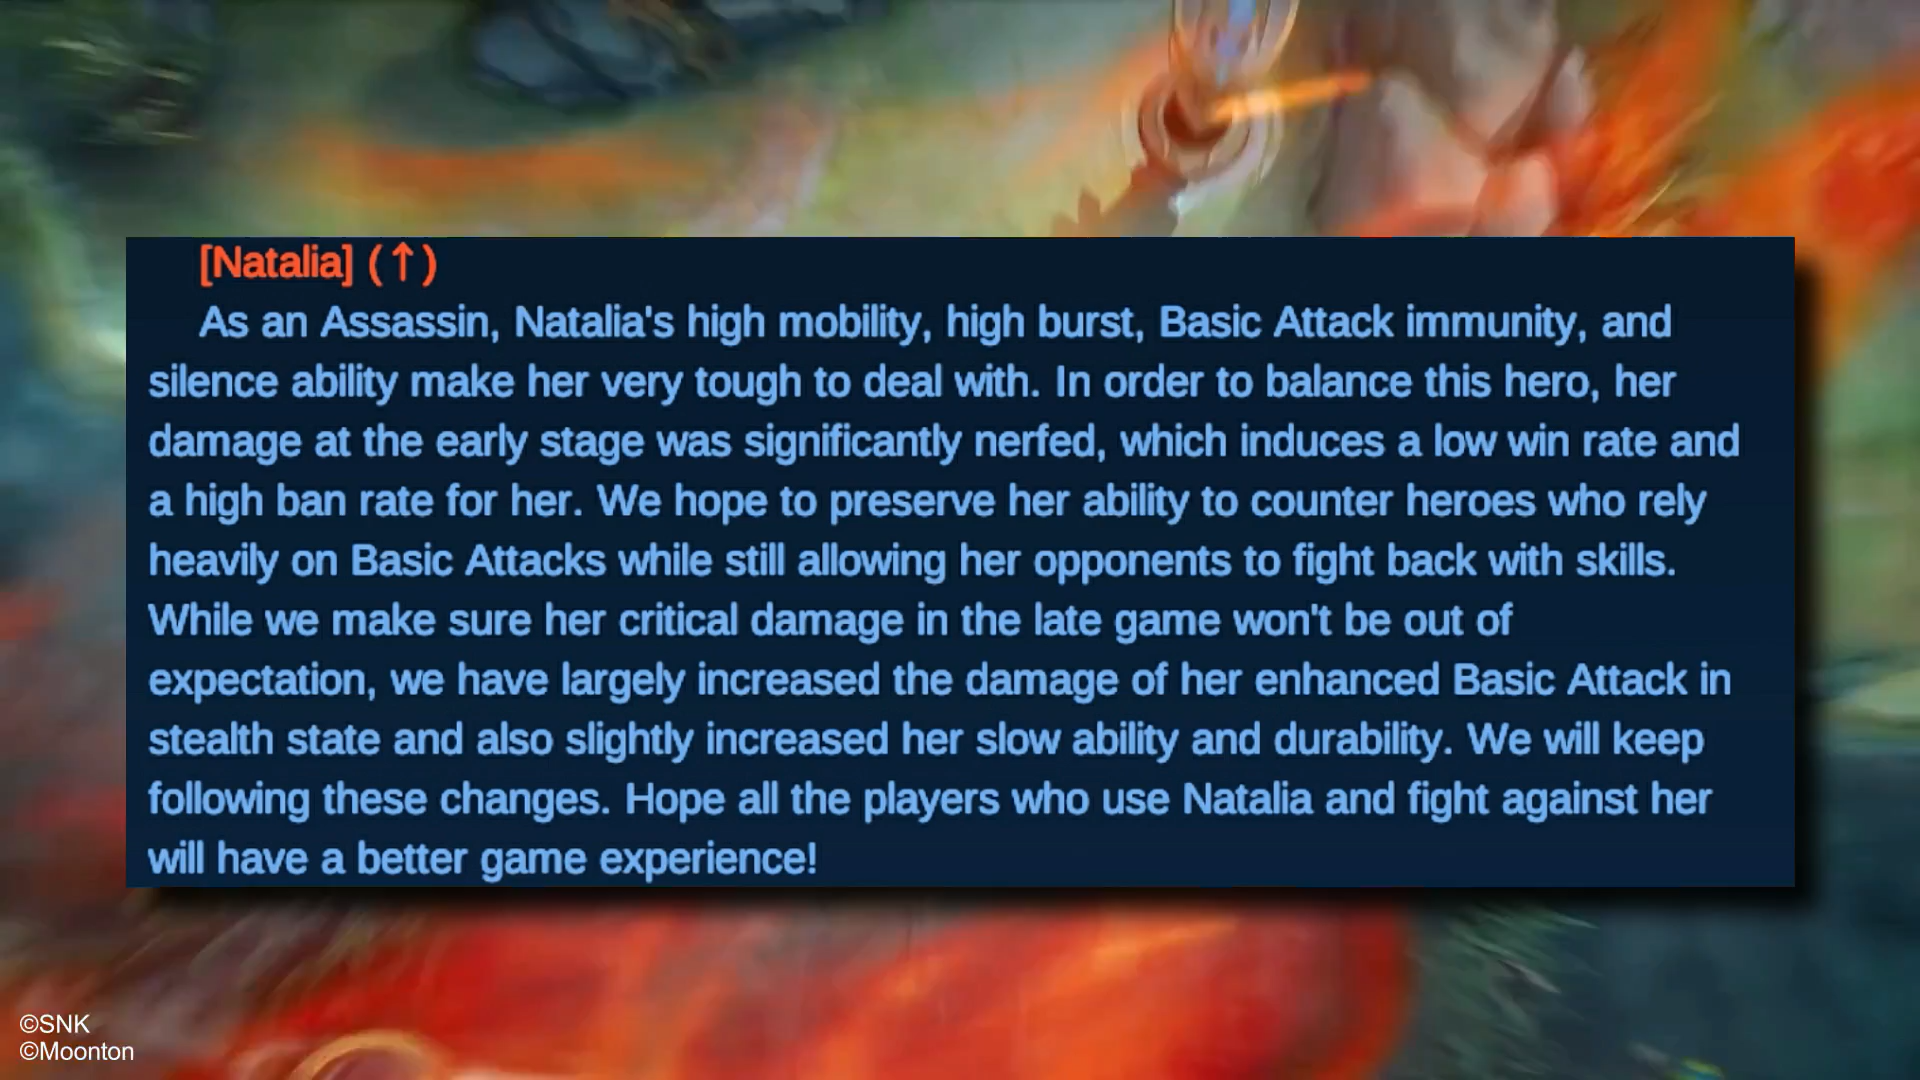 [Natalia] (↑)
As an Assassin, Natalia's high mobility, high burst, Basic Attack immunity, and
silence ability make her very tough to deal with. In order to balance this hero, her
damage at the early stage was significantly nerfed, which induces a low win rate and
a high ban rate for her. We hope to preserve her ability to counter heroes who rely
heavily on Basic Attacks while still allowing her opponents to fight back with skills.
While we make sure her critical damage in the late game won't be out of
expectation, we have largely increased the damage of her enhanced Basic Attack in
stealth state and also slightly increased her slow ability and durability. We will keep
following these changes. Hope all the players who use Natalia and fight against her
will have a better game experience!
©SNK
©Moonton